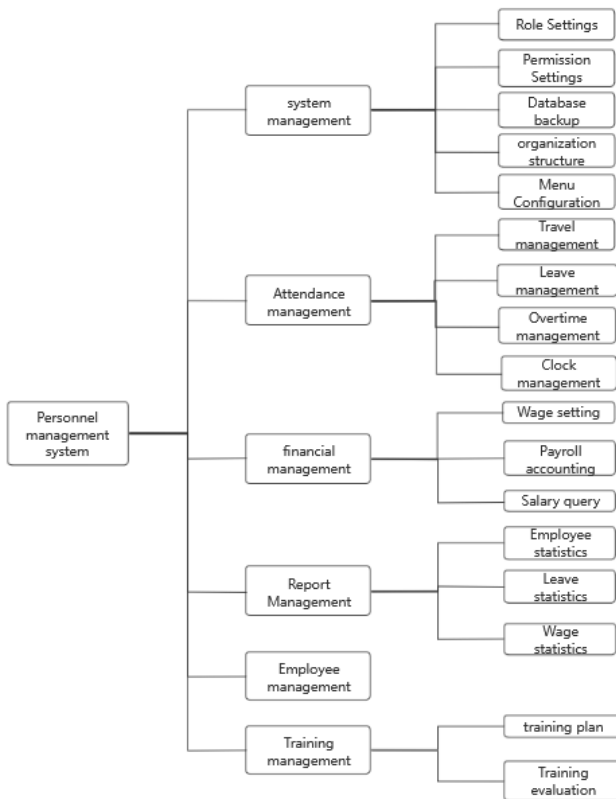 Role Settings
Permission
Settings
system
management
Database
backup
organization
structure
Menu
Configuration
Travel
management
Attendance
management
Leave
management
Overtime
management
Clock
management
Personnel
management
system
financial
management
Wage setting
Payroll
accounting
Salary query
Report
Management
Employee
statistics
Leave
statistics
Wage
statistics
Employee
management
Training
management
training plan
Training
evaluation